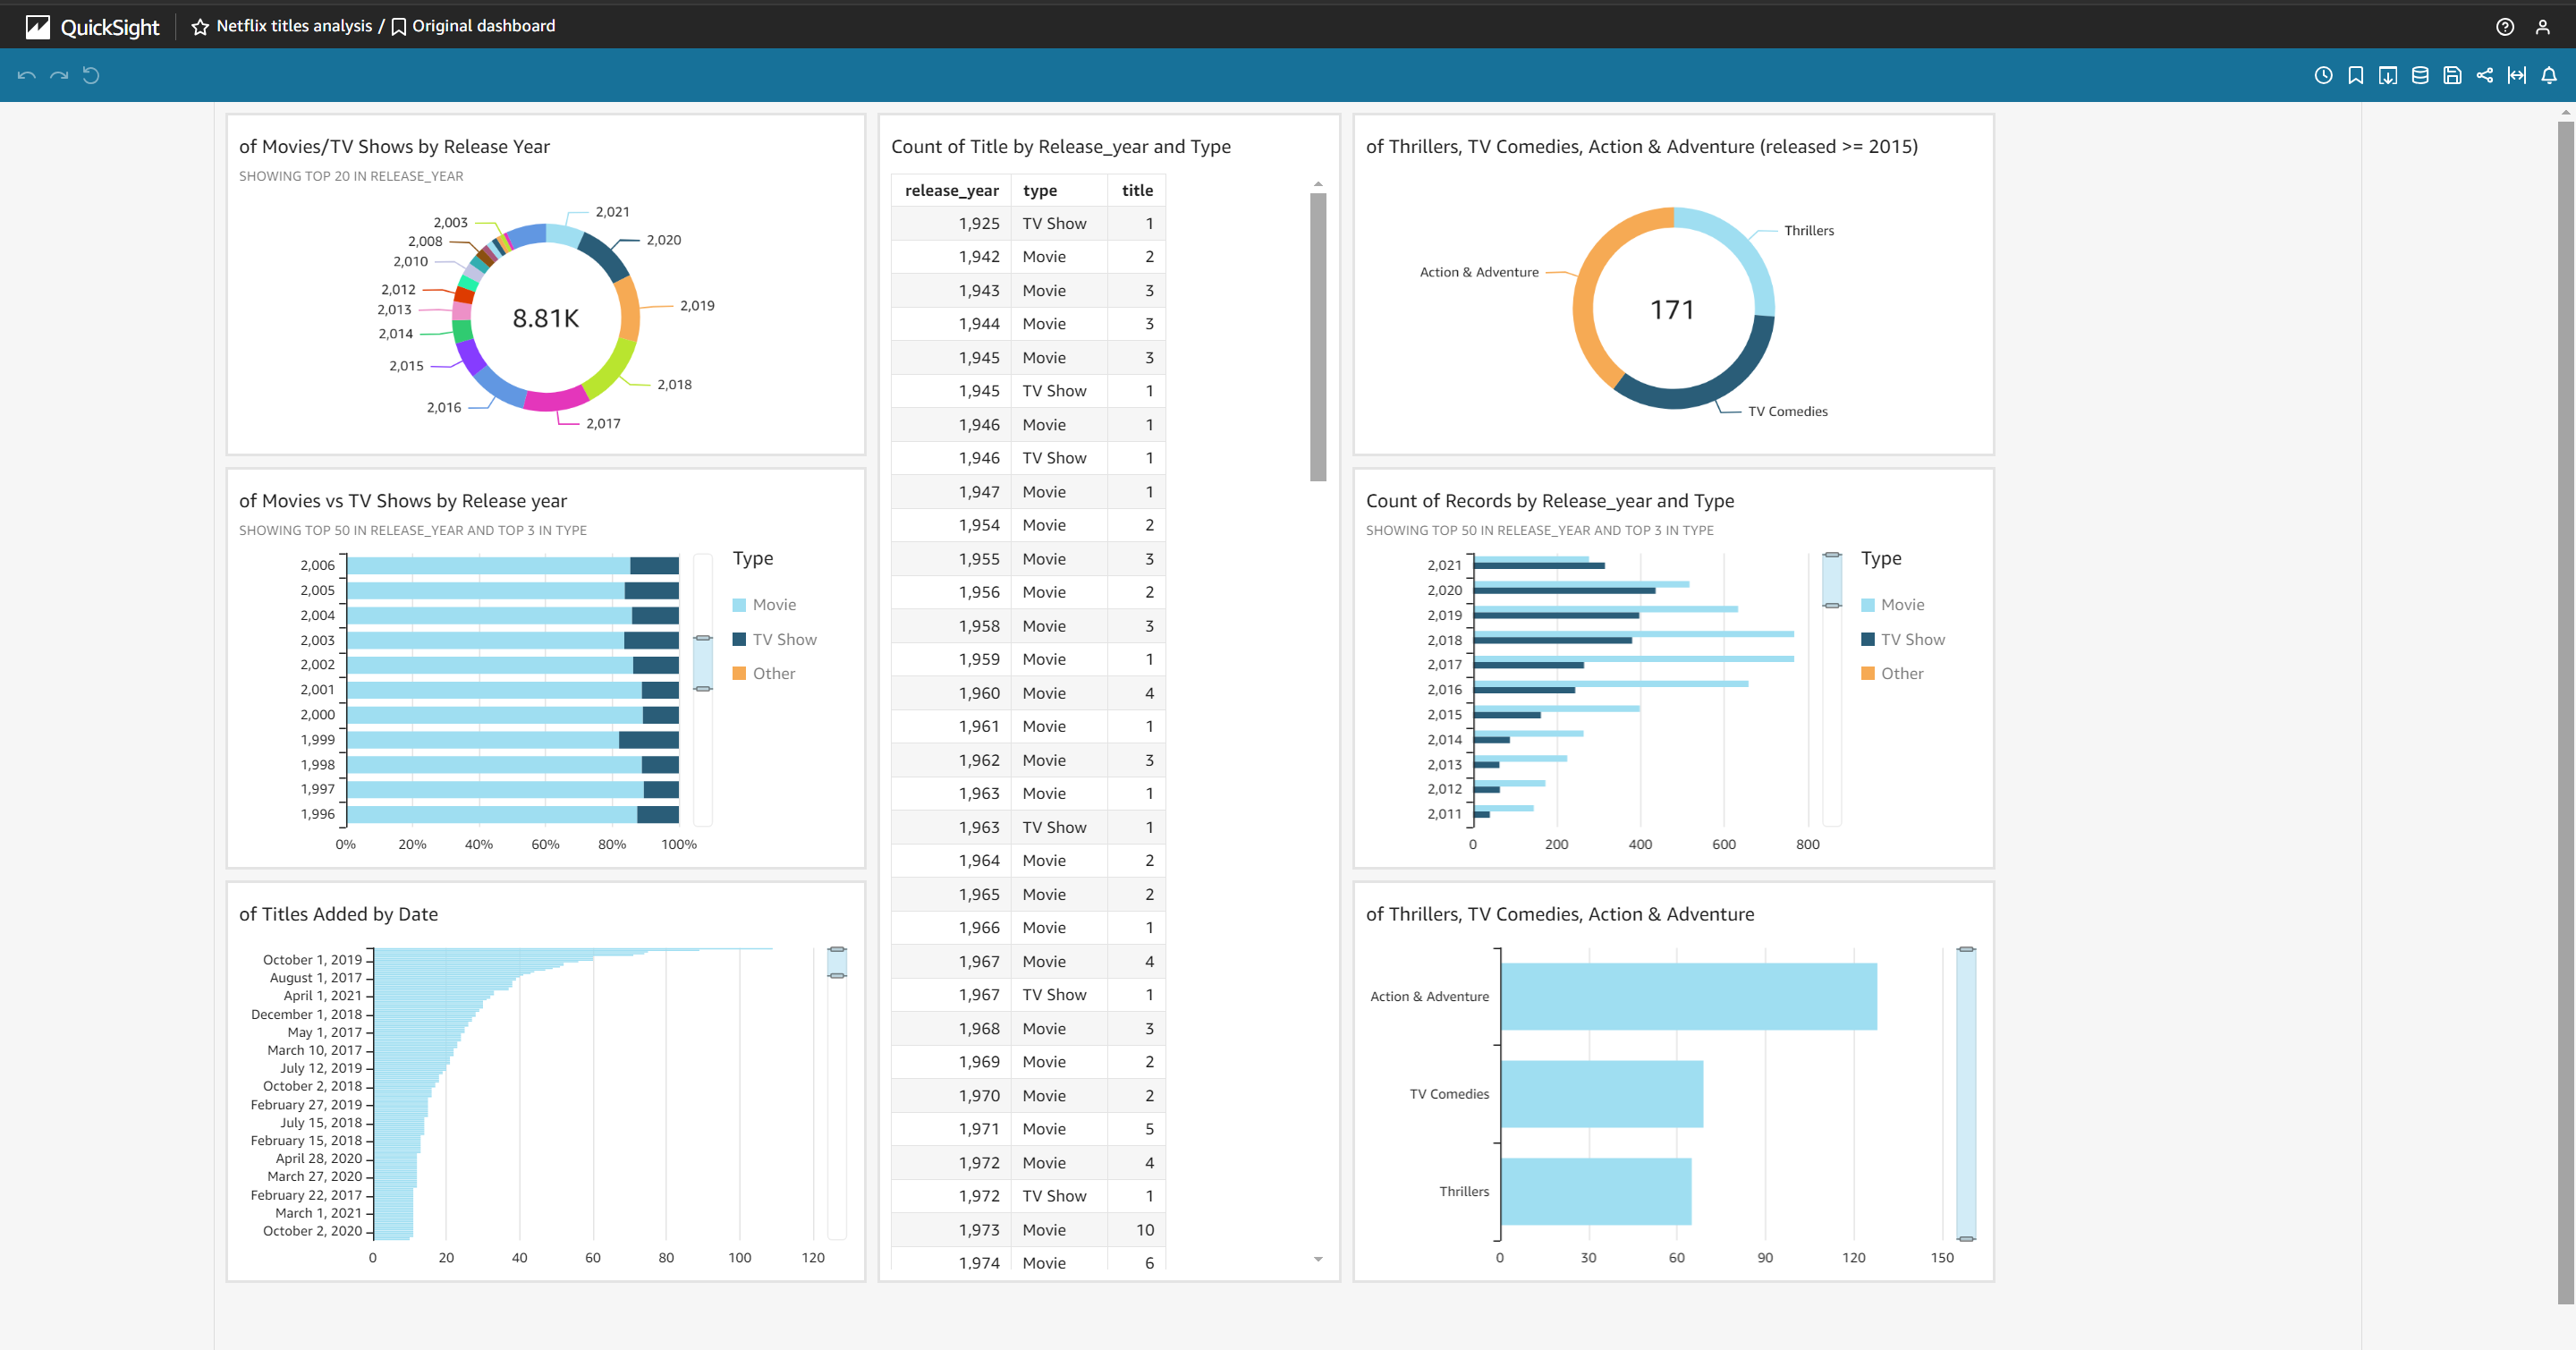 QuickSight
Netflix titles analysis / Original dashboard
of Movies/TV Shows by Release Year
SHOWING TOP 20 IN RELEASE_YEAR
2,021
2,020
2,019
2,018
2,017
2,016
2,015
2,014
2,013
2,012
2,010
2,008
2,003
8.81K
of Movies vs TV Shows by Release year
SHOWING TOP 50 IN RELEASE_YEAR AND TOP 3 IN TYPE
2,006
2,005
2,004
2,003
2,002
2,001
2,000
1,999
1,998
1,997
1,996
0% 20% 40% 60% 80% 100%
Type
Movie
TV Show
Other
of Titles Added by Date
October 1, 2019
August 1, 2017
April 1, 2021
December 1, 2018
May 1, 2017
March 10, 2017
July 12, 2019
October 2, 2018
February 27, 2019
July 15, 2018
February 15, 2018
April 28, 2020
March 27, 2020
February 22, 2017
March 1, 2021
October 2, 2020
0 20 40 60 80 100 120
Count of Title by Release_year and Type
release_year type title
1,925 TV Show 1
1,942 Movie 2
1,943 Movie 3
1,944 Movie 3
1,945 Movie 3
1,945 TV Show 1
1,946 Movie 1
1,946 TV Show 1
1,947 Movie 1
1,954 Movie 2
1,955 Movie 3
1,956 Movie 2
1,958 Movie 3
1,959 Movie 1
1,960 Movie 4
1,961 Movie 1
1,962 Movie 3
1,963 Movie 1
1,963 TV Show 1
1,964 Movie 2
1,965 Movie 2
1,966 Movie 1
1,967 Movie 4
1,967 TV Show 1
1,968 Movie 3
1,969 Movie 2
1,970 Movie 2
1,971 Movie 5
1,972 Movie 4
1,972 TV Show 1
1,973 Movie 10
1,974 Movie 6
of Thrillers, TV Comedies, Action & Adventure (released >= 2015)
Thrillers
Action & Adventure
171
TV Comedies
Count of Records by Release_year and Type
SHOWING TOP 50 IN RELEASE_YEAR AND TOP 3 IN TYPE
2,021
2,020
2,019
2,018
2,017
2,016
2,015
2,014
2,013
2,012
2,011
0 200 400 600 800
Type
Movie
TV Show
Other
of Thrillers, TV Comedies, Action & Adventure
Action & Adventure
TV Comedies
Thrillers
0 30 60 90 120 150